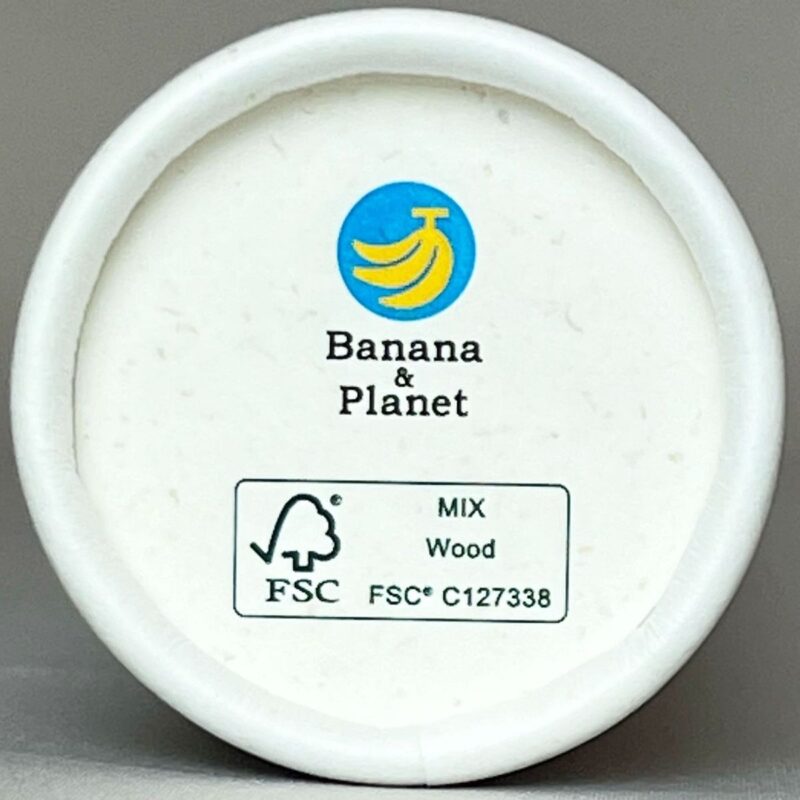 Banana
&
Planet
FSC®
MIX
Wood
FSC® C127338